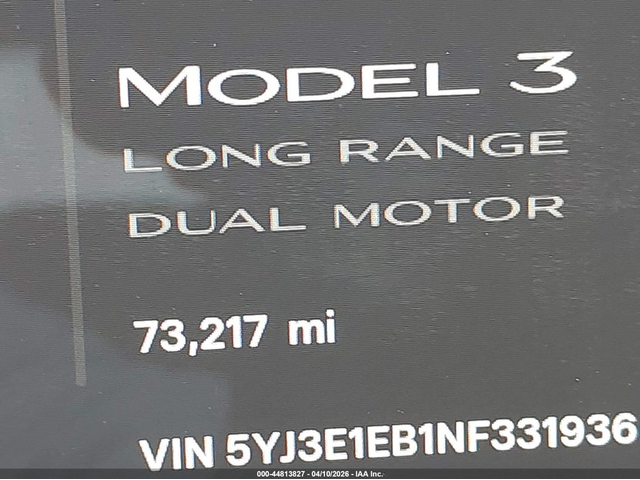 MODEL 3
LONG RANGE
DUAL MOTOR
73,217 mi
VIN 5YJ3E1EB1NF331936
000-44813827 - 04/10/2026 - IAA Inc.